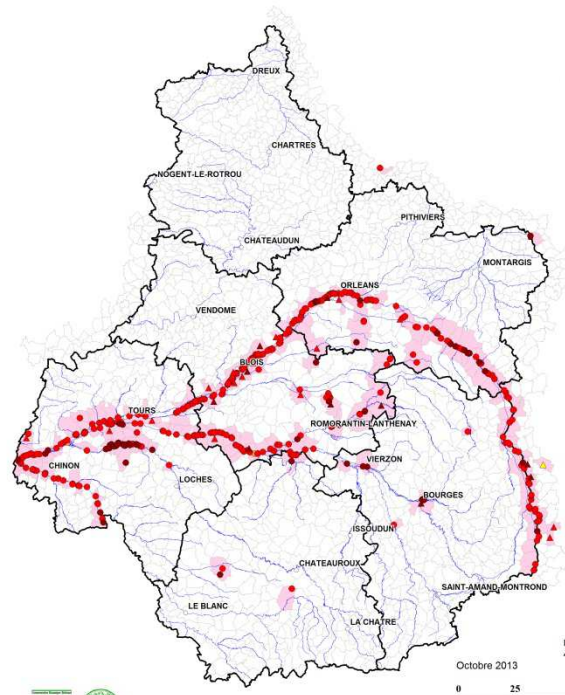 DREUX
CHARTRES
NOGENT-LE-ROTROU
PITHIVIERS
CHATEAUDUN
MONTARGIS
ORLEANS
VENDOME
BLOIS
TOURS
ROMORANTIN-LANTHENAY
CHINON
VIERZON
LOCHES
BOURGES
ISSOUDUN
CHATEAUROUX
SAINT-AMAND-MONTROND
LE BLANC
LA CHATRE
Octobre 2013
0 25